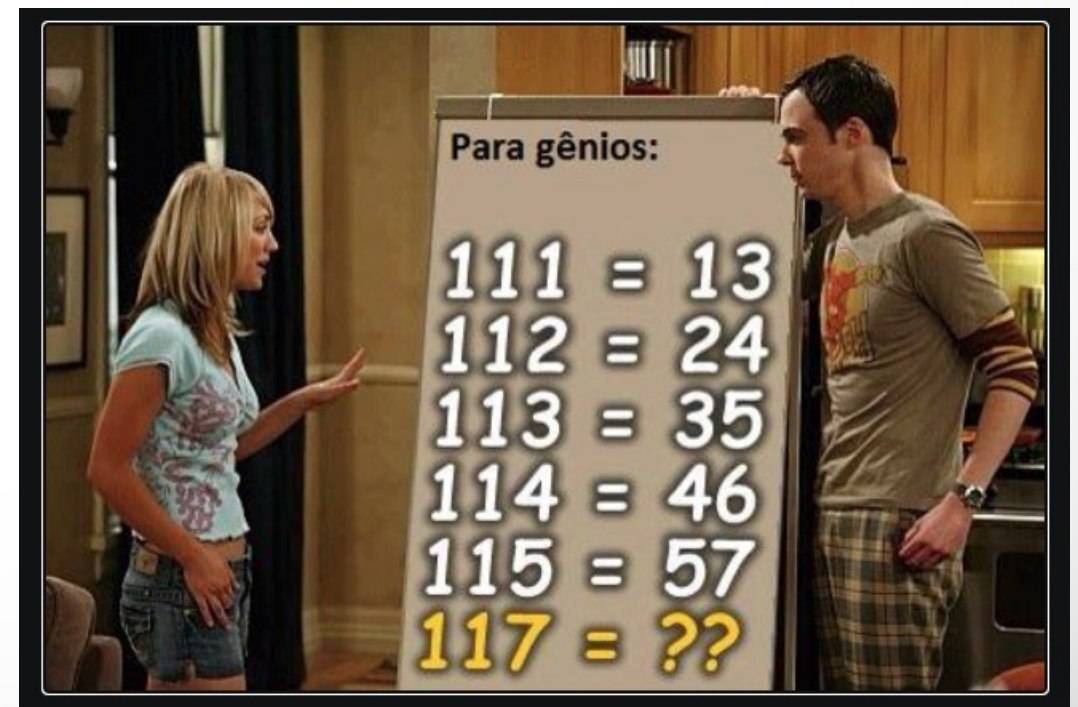 Para gênios:
111 = 13
112 = 24
113 = 35
114 = 46
115 = 57
117 = ??